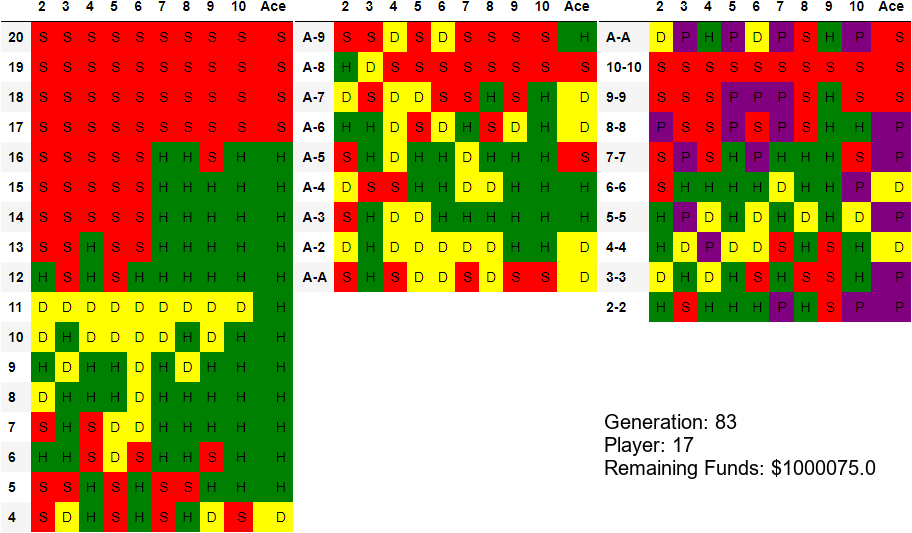 2 3 4 5 6 7 8 9 10 Ace
20 S S S S S S S S S S
19 S S S S S S S S S S
18 S S S S S S S S S S
17 S S S S S S S S S S
16 S S S S S H H S H H
15 S S S S S H H H H H
14 S S S S S H H H H H
13 S S H S S H H H H H
12 H S H S H H H H H H
11 D D D D D D D D D H
10 D H D D D D H D H H
9 H D H H D H D H H H
8 D H H H D H H H H H
7 S H S D D H H H H H
6 H H S D S H H S H H
5 S S H S H S S H H H
4 S D H S H S H D S D
2 3 4 5 6 7 8 9 10 Ace
A-9 S S D S D S S S S H
A-8 H D S S S S S S S S
A-7 D S D D S S H S H D
A-6 H H D S D H S D H D
A-5 S H D H H D H H H S
A-4 D S S H H D D H H H
A-3 S H D D H H H H H H
A-2 D H D D D D D H H D
A-A S H S D D S D S S D
2 3 4 5 6 7 8 9 10 Ace
A-A D P H P D P S H P S
10-10 S S S S S S S S S S
9-9 S S S P P P S H S S
8-8 P S S P S P S H H P
7-7 S P S H P H H H S P
6-6 S H H H H D H H P D
5-5 H P D H D H D H D P
4-4 H D P D D S H S H D
3-3 D H D H S H S S H P
2-2 H S H H H P H S P P
Generation: 83
Player: 17
Remaining Funds: $1000075.0